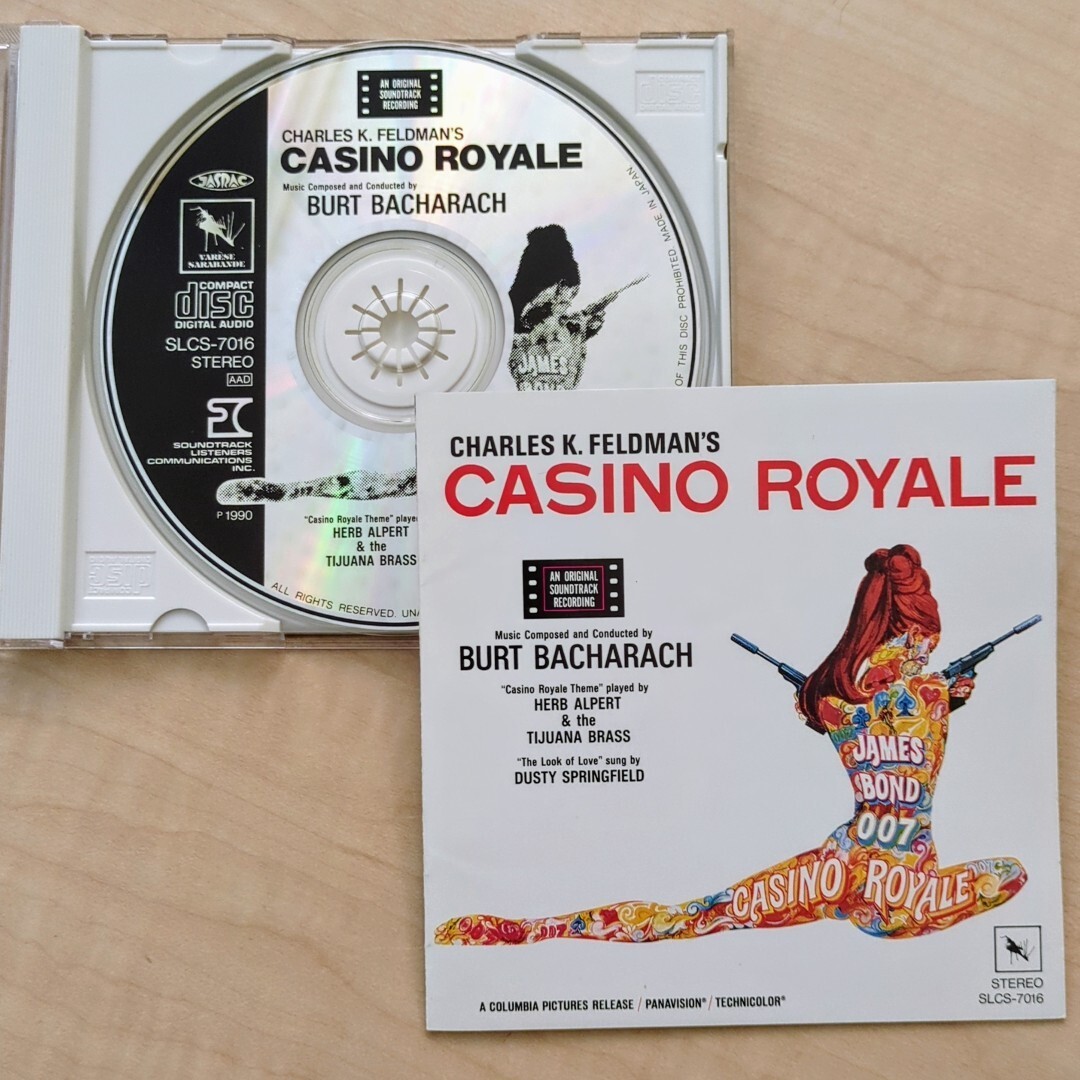 AN ORIGINAL
SOUNDTRACK
RECORDING
CHARLES K. FELDMAN'S
CASINO ROYALE
Music Composed and Conducted by
BURT BACHARACH
JASRAC
VARÈSE
SARABANDE
COMPACT
disc
DIGITAL AUDIO
SLCS-7016
STEREO
AAD
SOUNDTRACK
LISTENERS
COMMUNICATIONS
INC.
P 1990
JAMES
"Casino Royale Theme" played
HERB ALPERT
& the
TIJUANA BRASS
ALL RIGHTS RESERVED.
OF THIS DISC PROHIBITED. MADE IN JAPAN
CHARLES K. FELDMAN'S
CASINO ROYALE
AN ORIGINAL
SOUNDTRACK
RECORDING
Music Composed and Conducted by
BURT BACHARACH
"Casino Royale Theme" played by
HERB ALPERT
& the
TIJUANA BRASS
"The Look of Love" sung by
DUSTY SPRINGFIELD
JAMES
BOND
007
CASINO ROYALE
007
STEREO
SLCS-7016
A COLUMBIA PICTURES RELEASE / PANAVISION® / TECHNICOLOR®